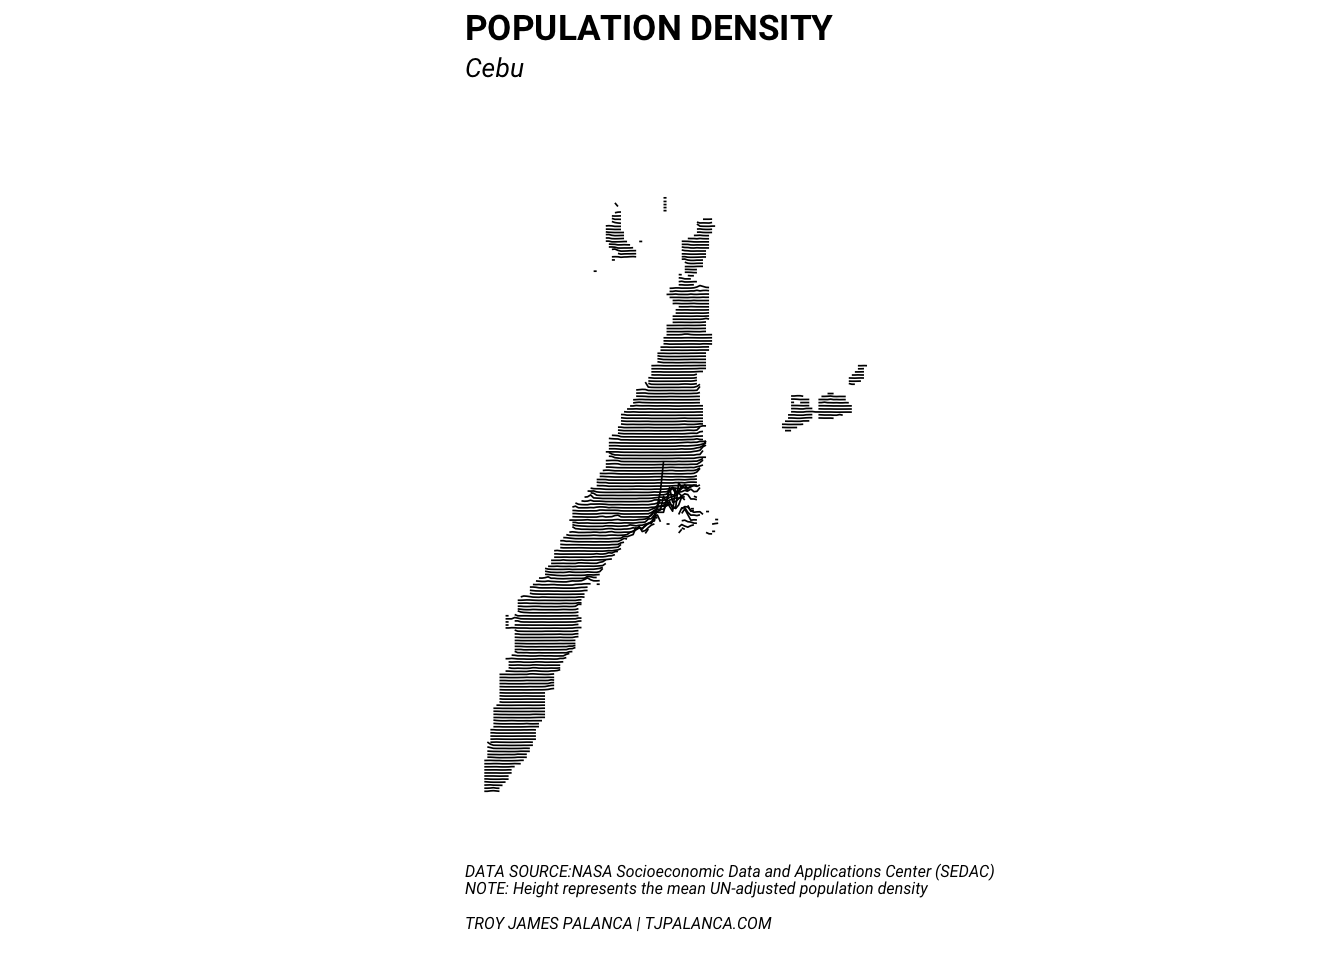 POPULATION DENSITY
Cebu
DATA SOURCE:NASA Socioeconomic Data and Applications Center (SEDAC)
NOTE: Height represents the mean UN-adjusted population density
TROY JAMES PALANCA | TJPALANCA.COM